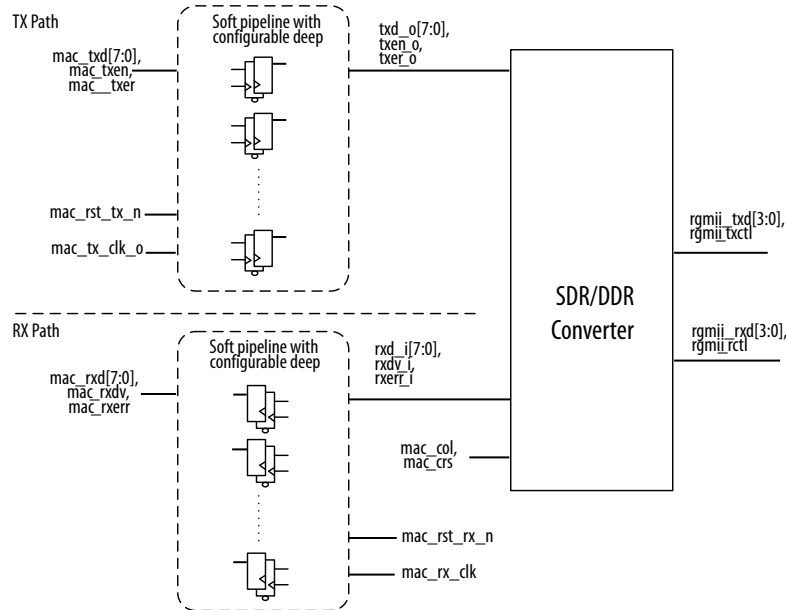 TX Path
Soft pipeline with
configurable deep
mac_txd[7:0],
mac_txen,
mac__txer
txd_o[7:0],
txen_o,
txer_o
mac_rst_tx_n
mac_tx_clk_o
rgmii_txd[3:0],
rgmii_txctl
SDR/DDR
Converter
RX Path
Soft pipeline with
configurable deep
mac_rxd[7:0],
mac_rxdv,
mac_rxerr
rxd_i[7:0],
rxdv_i,
rxerr_i
rgmii_rxd[3:0],
rgmii_rctl
mac_col,
mac_crs
mac_rst_rx_n
mac_rx_clk